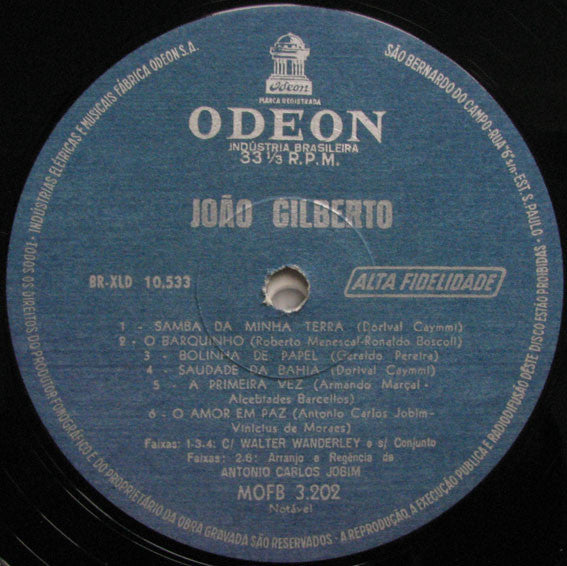 Odeon
MARCA REGISTRADA
ODEON
INDÚSTRIA BRASILEIRA
33 1/3 R.P.M.
JOÃO GILBERTO
BR-XLD 10,533
ALTA FIDELIDADE
1 - SAMBA DA MINHA TERRA (Dorival Caymmi)
2 - O BARQUINHO (Roberto Menescal-Ronaldo Boscoli)
3 - BOLINHA DE PAPEL (Geraldo Pereira)
4 - SAUDADE DA BAHIA (Dorival Caymmi)
5 - A PRIMEIRA VEZ (Armando Marçal -
Alcebiades Barcellos)
6 - O AMOR EM PAZ (Antonio Carlos Jobim-
Vinicius de Moraes)
Faixas: 1-3-4: C/ WALTER WANDERLEY e s/ Conjunto
Faixas: 2.6: Arranjo e Regência de
ANTONIO CARLOS JOBIM
MOFB 3.202
Notável
INDÚSTRIAS ELÉTRICAS E MUSICAIS FÁBRICA ODEON S.A.
SÃO BERNARDO DO CAMPO-RUA "6" s/n-EST. S. PAULO
TODOS OS DIREITOS DO PRODUTOR FONOGRÁFICO E DO PROPRIETÁRIO DA OBRA GRAVADA SÃO RESERVADOS - A REPRODUÇÃO, A EXECUÇÃO PUBLICA E RADIODIFUSÃO DESTE DISCO ESTÃO PROIBIDAS